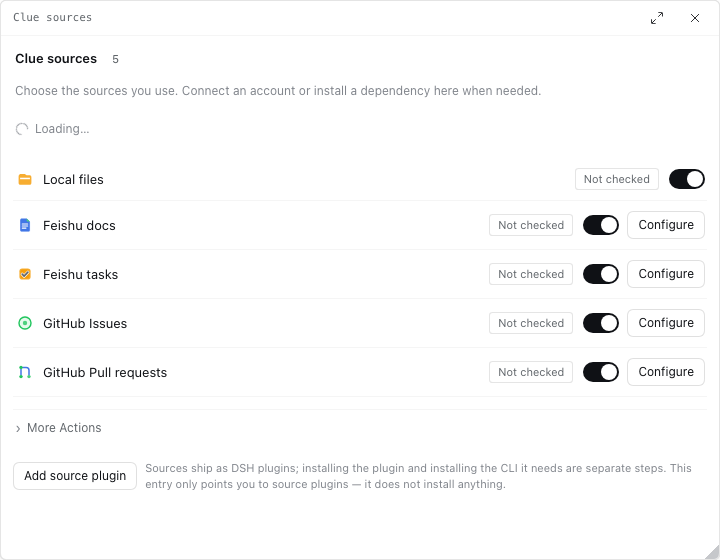 Clue sources
Clue sources 5
Choose the sources you use. Connect an account or install a dependency here when needed.
Loading...
Local files
Not checked
Feishu docs
Not checked
Configure
Feishu tasks
Not checked
Configure
GitHub Issues
Not checked
Configure
GitHub Pull requests
Not checked
Configure
More Actions
Add source plugin
Sources ship as DSH plugins; installing the plugin and installing the CLI it needs are separate steps. This
entry only points you to source plugins — it does not install anything.